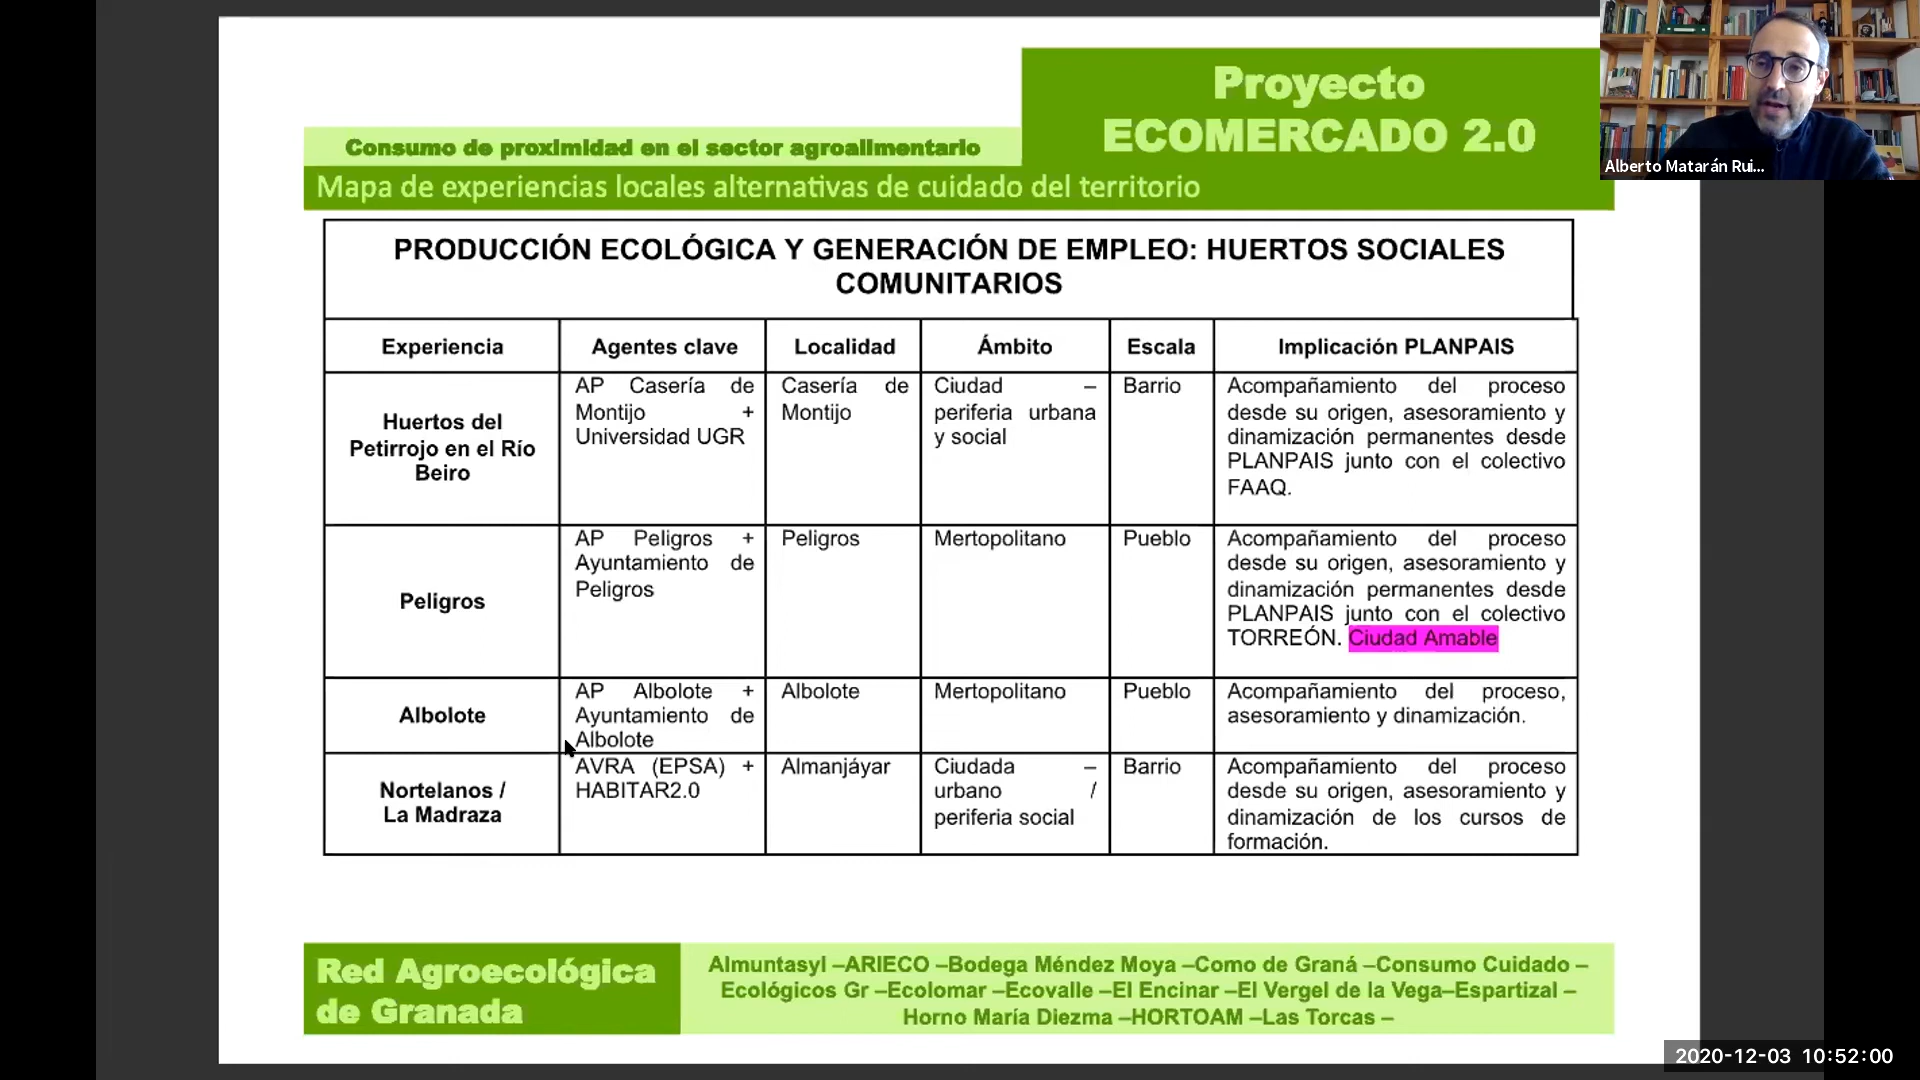 Proyecto
ECOMERCADO 2.0
Consumo de proximidad en el sector agroalimentario
Mapa de experiencias locales alternativas de cuidado del territorio
Alberto Matarán Rui...
PRODUCCIÓN ECOLÓGICA Y GENERACIÓN DE EMPLEO: HUERTOS SOCIALES
COMUNITARIOS
Experiencia
Agentes clave
Localidad
Ámbito
Escala
Implicación PLANPAIS
Huertos del
Petirrojo en el Río
Beiro
AP Casería de
Montijo +
Universidad UGR
Casería de
Montijo
Ciudad –
periferia urbana
y social
Barrio
Acompañamiento del proceso
desde su origen, asesoramiento y
dinamización permanentes desde
PLANPAIS junto con el colectivo
FAAQ.
Peligros
AP Peligros +
Ayuntamiento de
Peligros
Peligros
Mertopolitano
Pueblo
Acompañamiento del proceso
desde su origen, asesoramiento y
dinamización permanentes desde
PLANPAIS junto con el colectivo
TORREÓN. Ciudad Amable
Albolote
AP Albolote +
Ayuntamiento de
Albolote
Albolote
Mertopolitano
Pueblo
Acompañamiento del proceso,
asesoramiento y dinamización.
Nortelanos /
La Madraza
AVRA (EPSA) +
HABITAR2.0
Almanjáyar
Ciudada –
urbano /
periferia social
Barrio
Acompañamiento del proceso
desde su origen, asesoramiento y
dinamización de los cursos de
formación.
Red Agroecológica
de Granada
Almuntasyl –ARIECO –Bodega Méndez Moya –Como de Graná –Consumo Cuidado –
Ecológicos Gr –Ecolomar –Ecovalle –El Encinar –El Vergel de la Vega–Espartizal –
Horno María Diezma –HORTOAM –Las Torcas –
2020-12-03 10:52:00